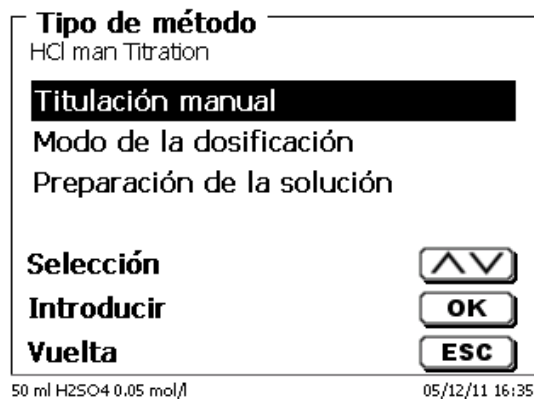 Tipo de método
HCl man Titration
Titulación manual
Modo de la dosificación
Preparación de la solución
Selección
Introducir OK
Vuelta ESC
50 ml H2SO4 0.05 mol/l 05/12/11 16:35